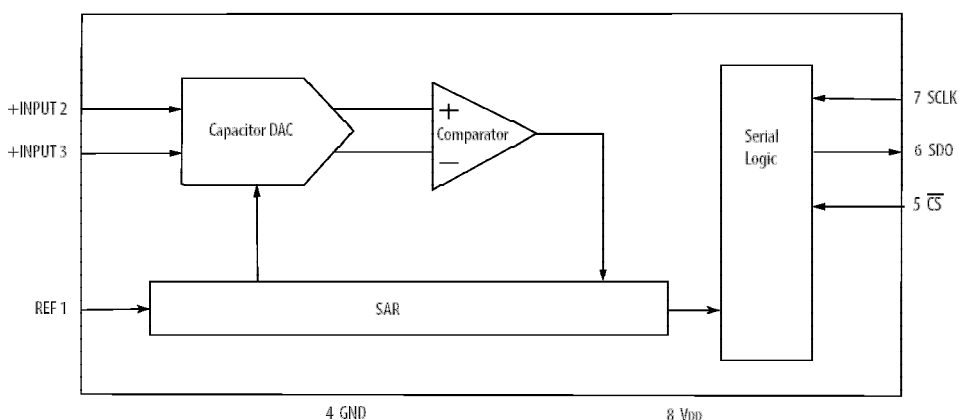 +INPUT 2
+INPUT 3
Capacitor DAC
+
Comparator
—
Serial
Logic
7 SCLK
6 SDO
5 C̅S̅
REF 1
SAR
4 GND
8 VDD